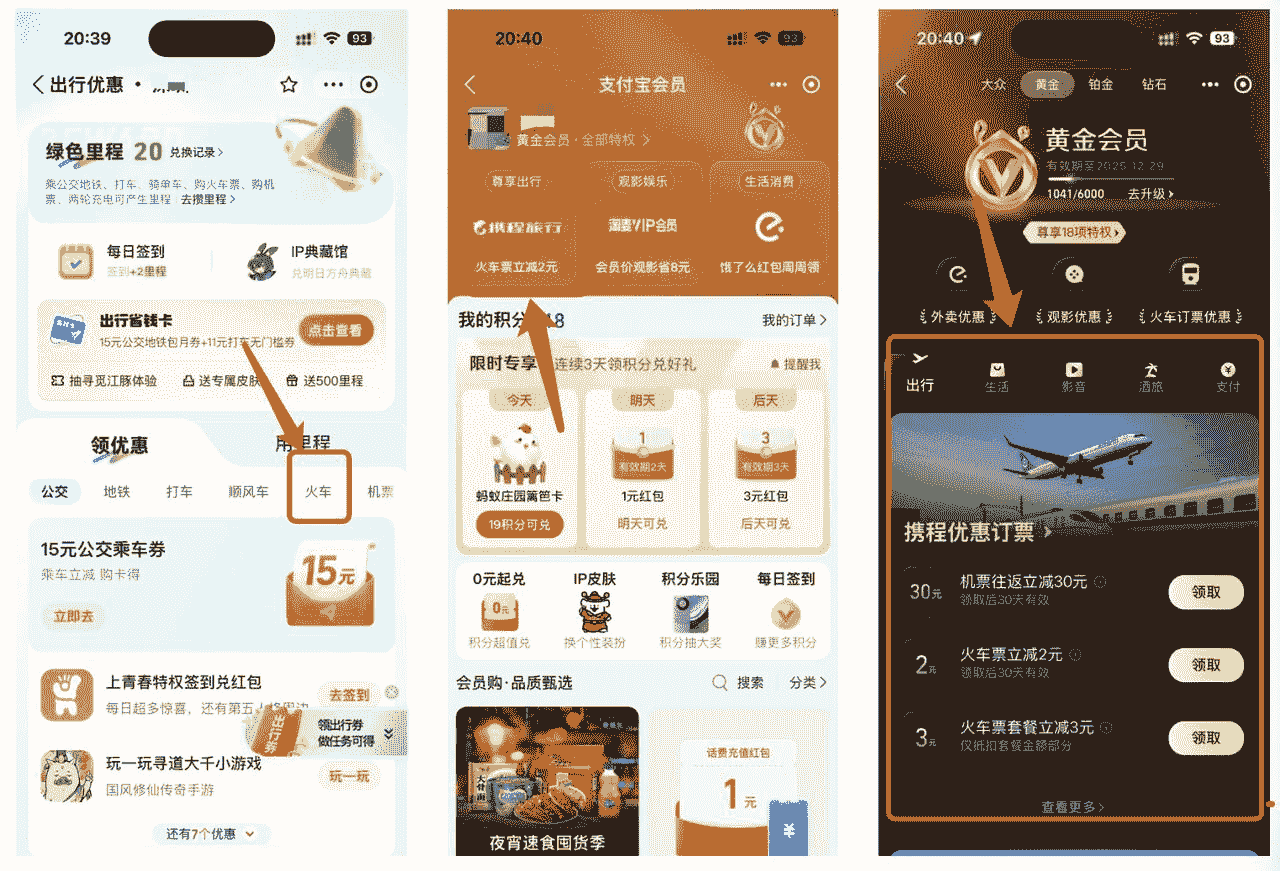 20:39
93
出行优惠 ·
绿色里程 20 兑换记录>
乘公交地铁、打车、骑单车、购火车票、购机
票、两轮充电可产生里程 去攒里程>
每日签到
签到+2里程
IP典藏馆
兑明日方舟典藏
出行省钱卡
15元公交地铁包月券+11元打车无门槛券
点击查看
抽寻觅江豚体验
送专属皮肤
送500里程
领优惠
用里程
公交
地铁
打车
顺风车
火车
机票
15元公交乘车券
乘车立减 购卡得
立即去
15元
上青春特权签到兑红包
每日超多惊喜，还有第五人格周边
去签到
出行券
领出行券
做任务可得
玩一玩寻道大千小游戏
国风修仙传奇手游
玩一玩
还有7个优惠
20:40
93
支付宝会员
黄金会员·全部特权 >
尊享出行
观影娱乐
生活消费
携程旅行
淘麦VIP会员
火车票立减2元
会员价观影省8元
饿了么红包周周领
我的积分 18
我的订单>
限时专享
连续3天领积分兑好礼
提醒我
今天
明天
后天
1
有效期2天
3
有效期3天
蚂蚁庄园篱笆卡
1元红包
3元红包
19积分可兑
明天可兑
后天可兑
0元起兑
IP皮肤
积分乐园
每日签到
0元
积分超值兑
换个性装扮
积分抽大奖
赚更多积分
会员购·品质甄选
搜索
分类>
夜宵速食囤货季
话费充值红包
1元
¥
20:40
93
大众
黄金
铂金
钻石
黄金会员
有效期至2025.12.29
1041/6000
去升级>
尊享18项特权>
外卖优惠
观影优惠
火车订票优惠
出行
生活
影音
酒旅
支付
携程优惠订票 >
30元
机票往返立减30元
领取后30天有效
领取
2元
火车票立减2元
领取后30天有效
领取
3元
火车票套餐立减3元
仅抵扣套餐金额部分
领取
查看更多>